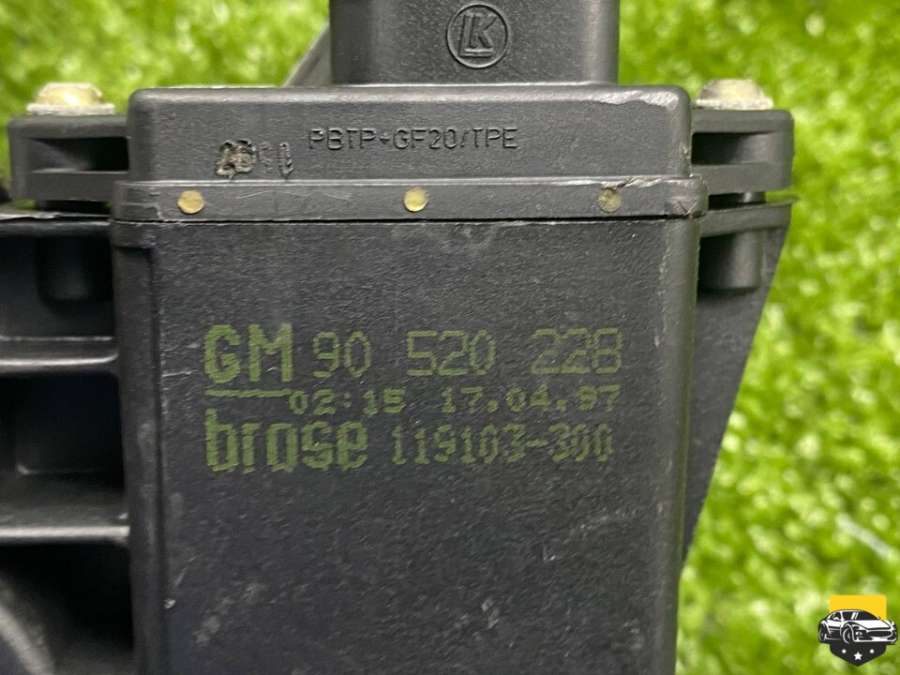 LK
PBTP-GF20/TPE
GM 90 520 228
02:15 17.04.97
brose 119103-300